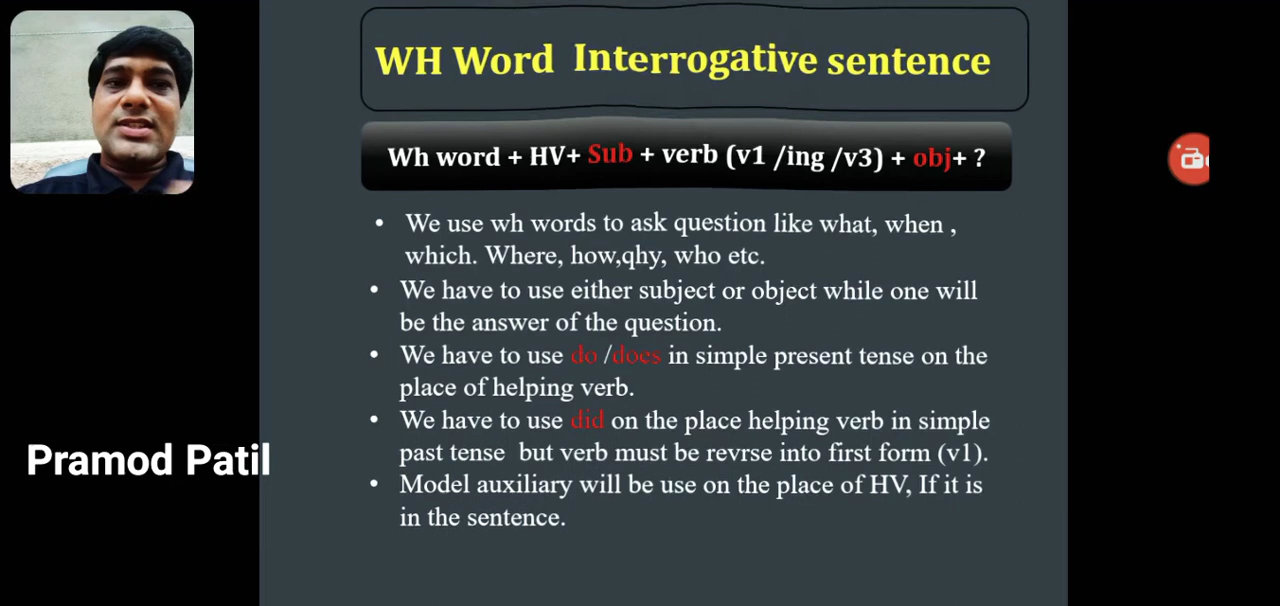 WH Word Interrogative sentence
Wh word + HV+ Sub + verb (v1 /ing /v3) + obj+ ?
• We use wh words to ask question like what, when ,
which. Where, how,qhy, who etc.
• We have to use either subject or object while one will
be the answer of the question.
• We have to use do /does in simple present tense on the
place of helping verb.
• We have to use did on the place helping verb in simple
past tense but verb must be revrse into first form (v1).
• Model auxiliary will be use on the place of HV, If it is
in the sentence.
Pramod Patil